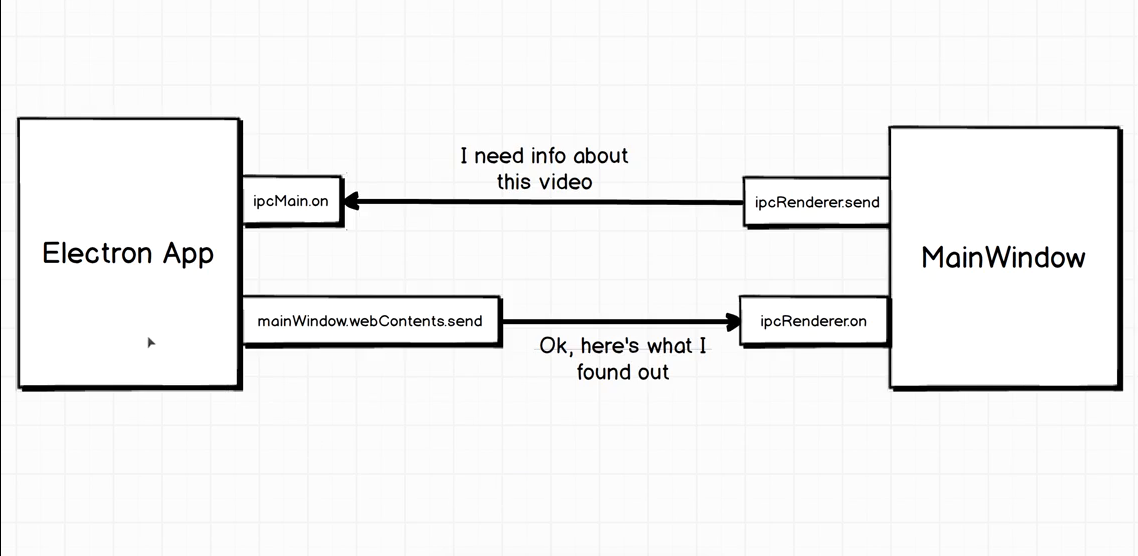 I need info about
this video
ipcMain.on
ipcRenderer.send
Electron App
MainWindow
mainWindow.webContents.send
ipcRenderer.on
Ok, here's what I
found out